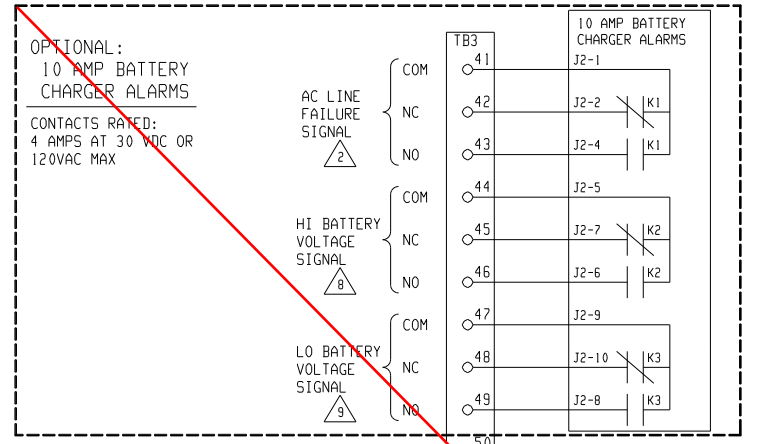 OPTIONAL:
10 AMP BATTERY
CHARGER ALARMS
CONTACTS RATED:
4 AMPS AT 30 VDC OR
120VAC MAX
AC LINE
FAILURE
SIGNAL
2
COM
NC
NO
HI BATTERY
VOLTAGE
SIGNAL
8
COM
NC
NO
LO BATTERY
VOLTAGE
SIGNAL
9
COM
NC
NO
TB3
41
42
43
44
45
46
47
48
49
50
10 AMP BATTERY
CHARGER ALARMS
J2-1
J2-2 K1
J2-4 K1
J2-5
J2-7 K2
J2-6 K2
J2-9
J2-10 K3
J2-8 K3